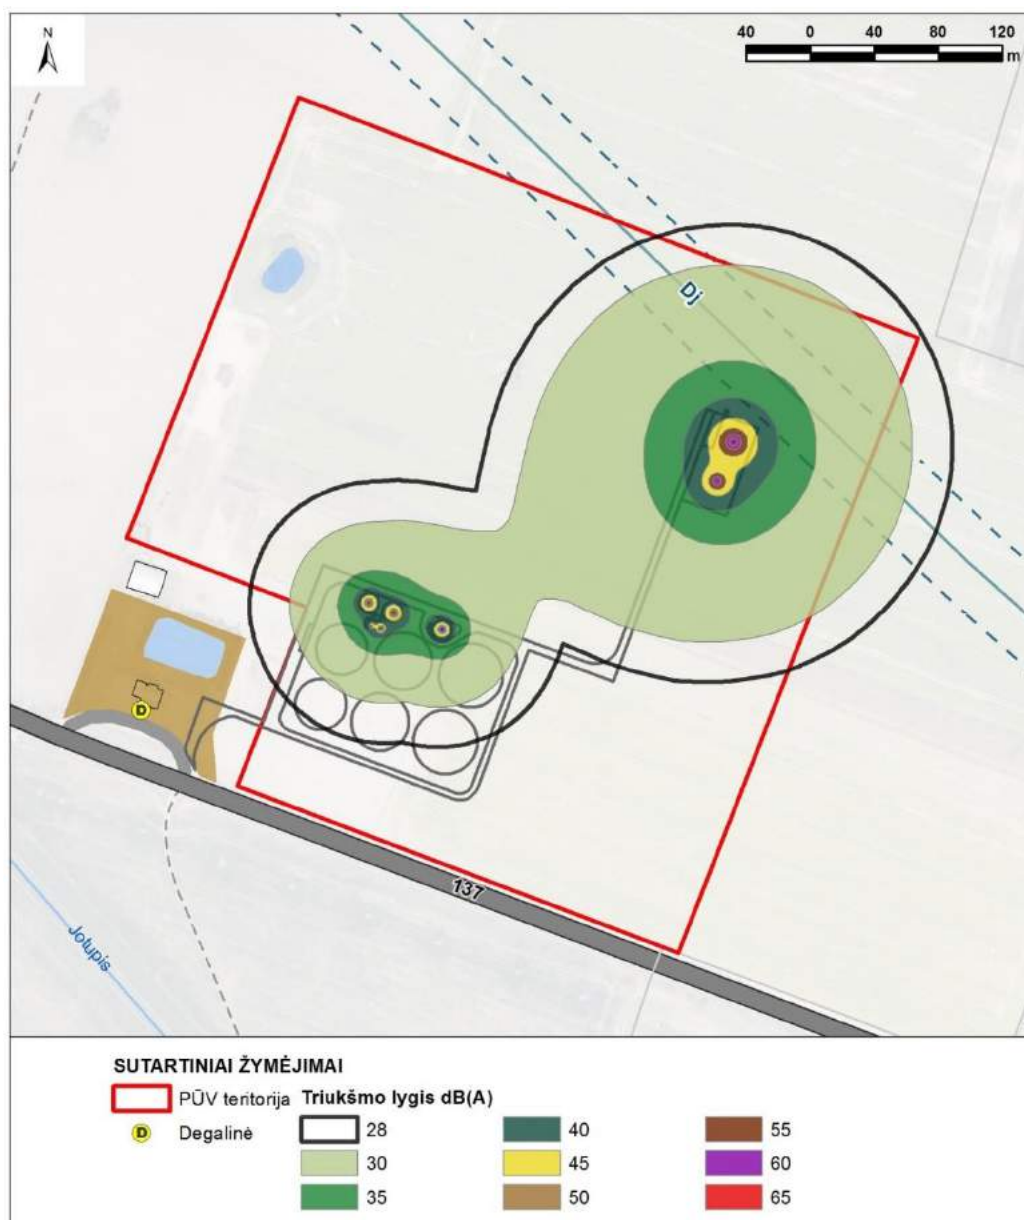 N
40 0 40 80 120
m
Dj
D
137
Jotupis
SUTARTINIAI ŽYMĖJIMAI
PŪV teritorija
D Degalinė
Triukšmo lygis dB(A)
28 40 55
30 45 60
35 50 65